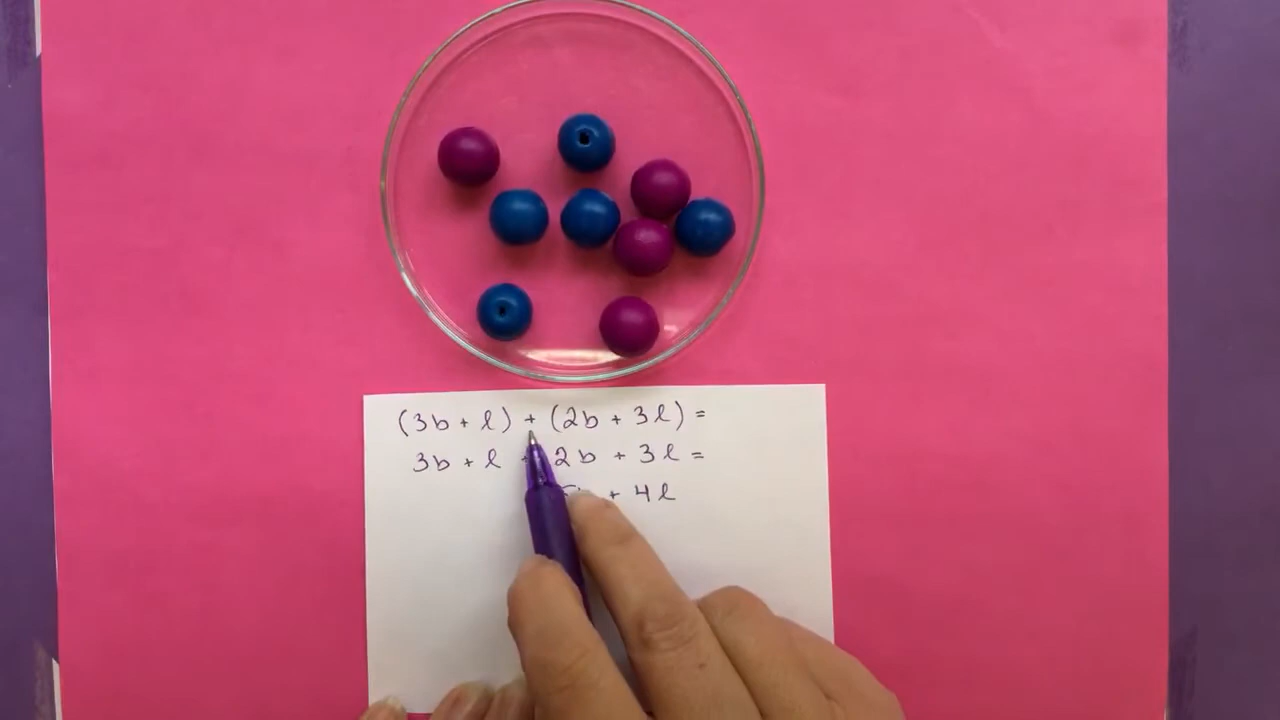 (3b + l) + (2b + 3l) =
3b + l + 2b + 3l =
+ 4l